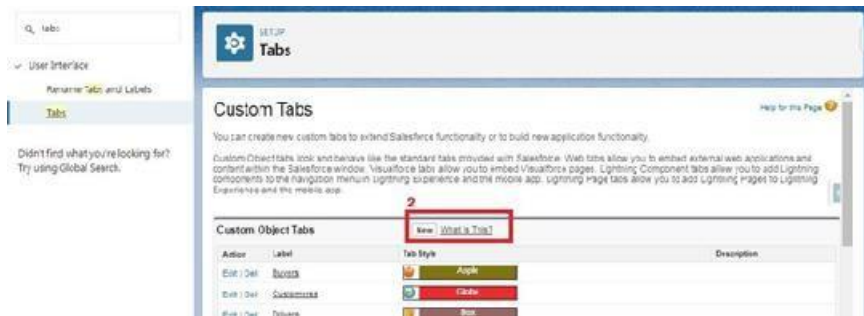 tabs
SETUP
Tabs
User Interface
Rename Tabs and Labels
Tabs
Didn't find what you're looking for?
Try using Global Search.
Custom Tabs
Help for this Page
You can create new custom tabs to extend Salesforce functionality or to build new application functionality.
Custom Object tabs look and behave like the standard tabs provided with Salesforce. Web tabs allow you to embed external web applications and
content within the Salesforce window. Visualforce tabs allow you to embed Visualforce pages. Lightning Component tabs allow you to add Lightning
components to the navigation menu in Lightning Experience and the mobile app. Lightning Page tabs allow you to add Lightning Pages to Lightning
Experience and the mobile app.
2
Custom Object Tabs New What Is This?
Action Label Tab Style Description
Edit | Del Buyers Apple
Edit | Del Customeres Globe
Edit | Del Drivers Box